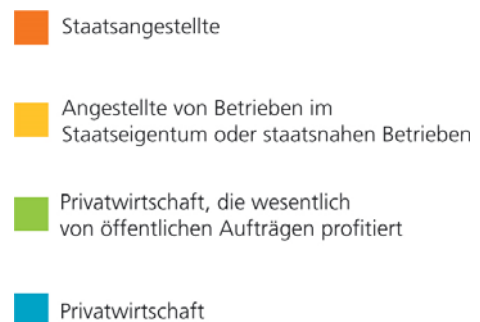 Staatsangestellte
Angestellte von Betrieben im
Staatseigentum oder staatsnahen Betrieben
Privatwirtschaft, die wesentlich
von öffentlichen Aufträgen profitiert
Privatwirtschaft